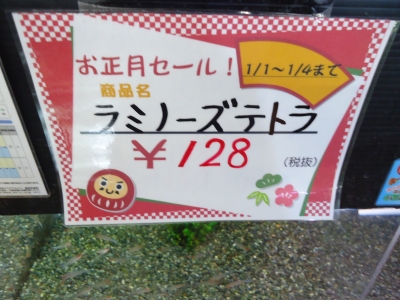 お正月セール！
1/1～1/4まで
商品名
ラミノーズテトラ
￥128
(税抜)